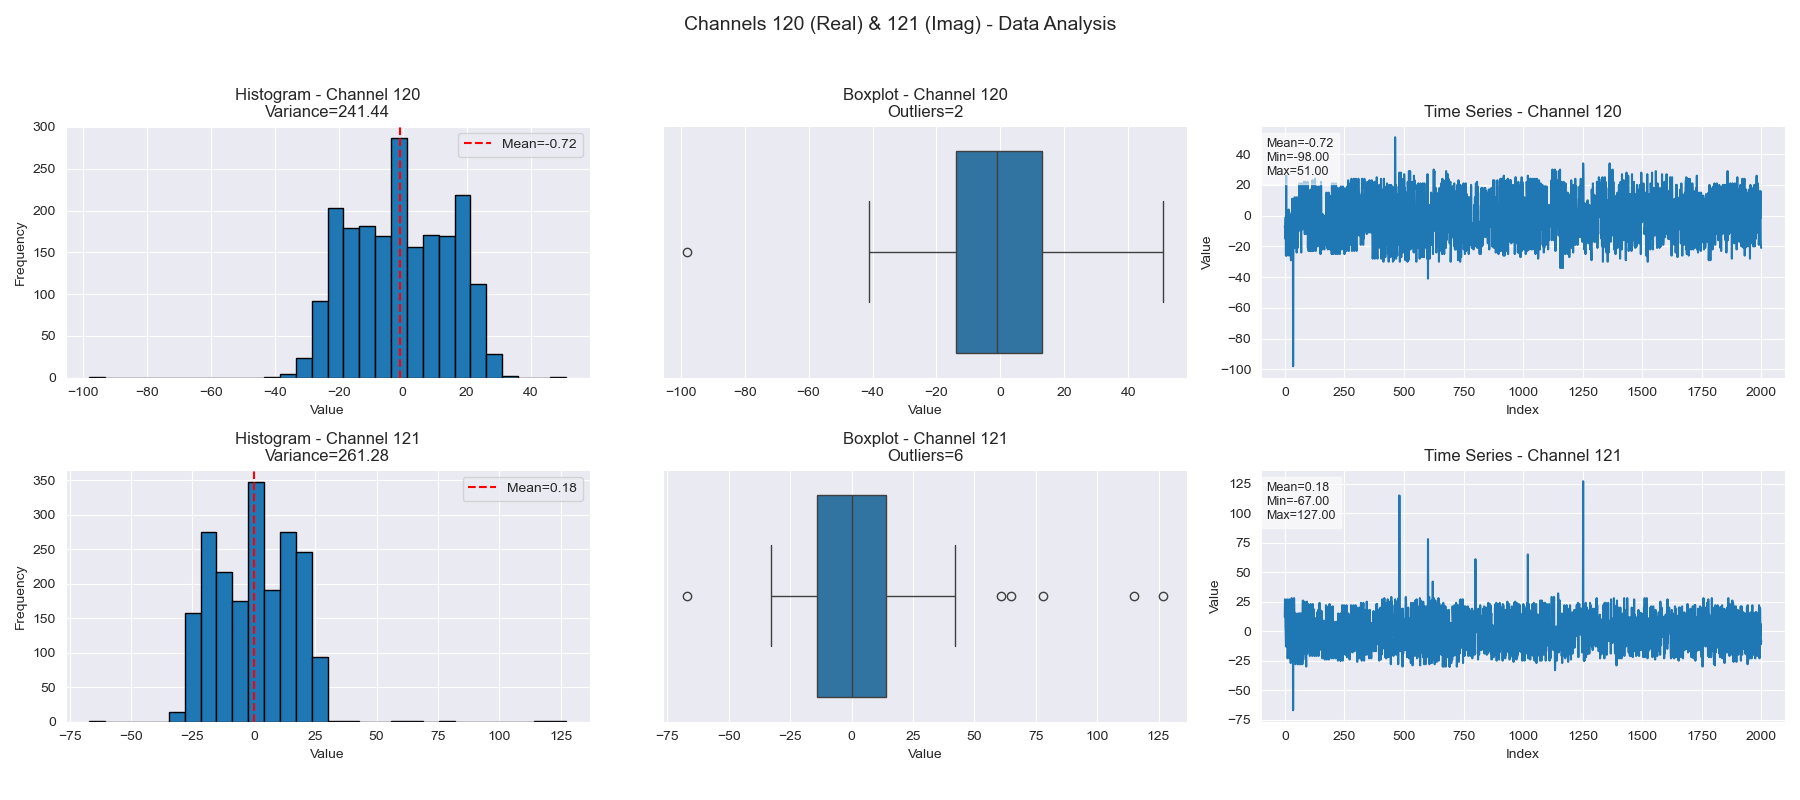 Channels 120 (Real) & 121 (Imag) - Data Analysis
Histogram - Channel 120
Variance=241.44
Mean=-0.72
Frequency
300
250
200
150
100
50
0
−100 −80 −60 −40 −20 0 20 40
Value
Boxplot - Channel 120
Outliers=2
−100 −80 −60 −40 −20 0 20 40
Value
Time Series - Channel 120
Mean=-0.72
Min=-98.00
Max=51.00
Value
40
20
0
−20
−40
−60
−80
−100
0 250 500 750 1000 1250 1500 1750 2000
Index
Histogram - Channel 121
Variance=261.28
Mean=0.18
Frequency
350
300
250
200
150
100
50
0
−75 −50 −25 0 25 50 75 100 125
Value
Boxplot - Channel 121
Outliers=6
−75 −50 −25 0 25 50 75 100 125
Value
Time Series - Channel 121
Mean=0.18
Min=-67.00
Max=127.00
Value
125
100
75
50
25
0
−25
−50
−75
0 250 500 750 1000 1250 1500 1750 2000
Index